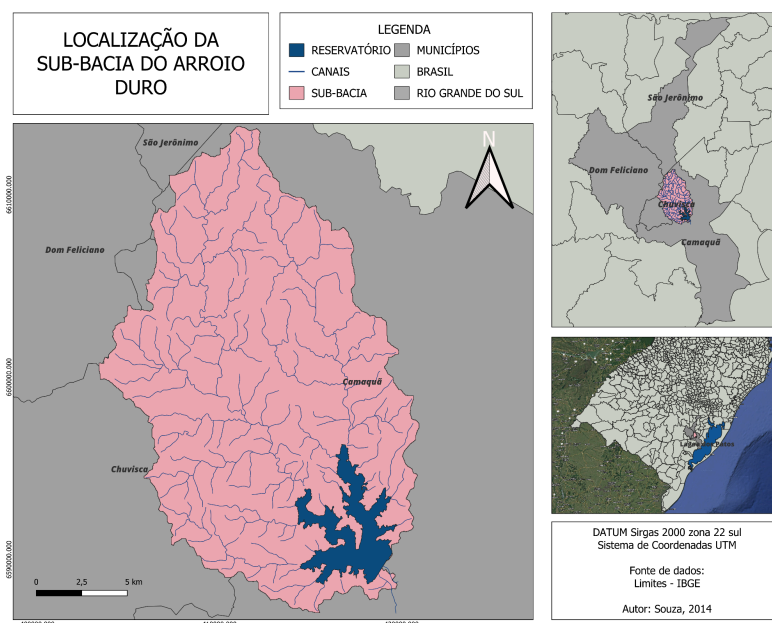 LOCALIZAÇÃO DA
SUB-BACIA DO ARROIO
DURO
LEGENDA
RESERVATÓRIO
MUNICÍPIOS
CANAIS
BRASIL
SUB-BACIA
RIO GRANDE DO SUL
N
São Jerônimo
Dom Feliciano
Camaquã
Chuvisca
6610000.000
6600000.000
6590000.000
0 2,5 5 km
São Jerônimo
Dom Feliciano
Chuvisca
Camaquã
DATUM Sirgas 2000 zona 22 sul
Sistema de Coordenadas UTM
Fonte de dados:
Limites - IBGE
Autor: Souza, 2014